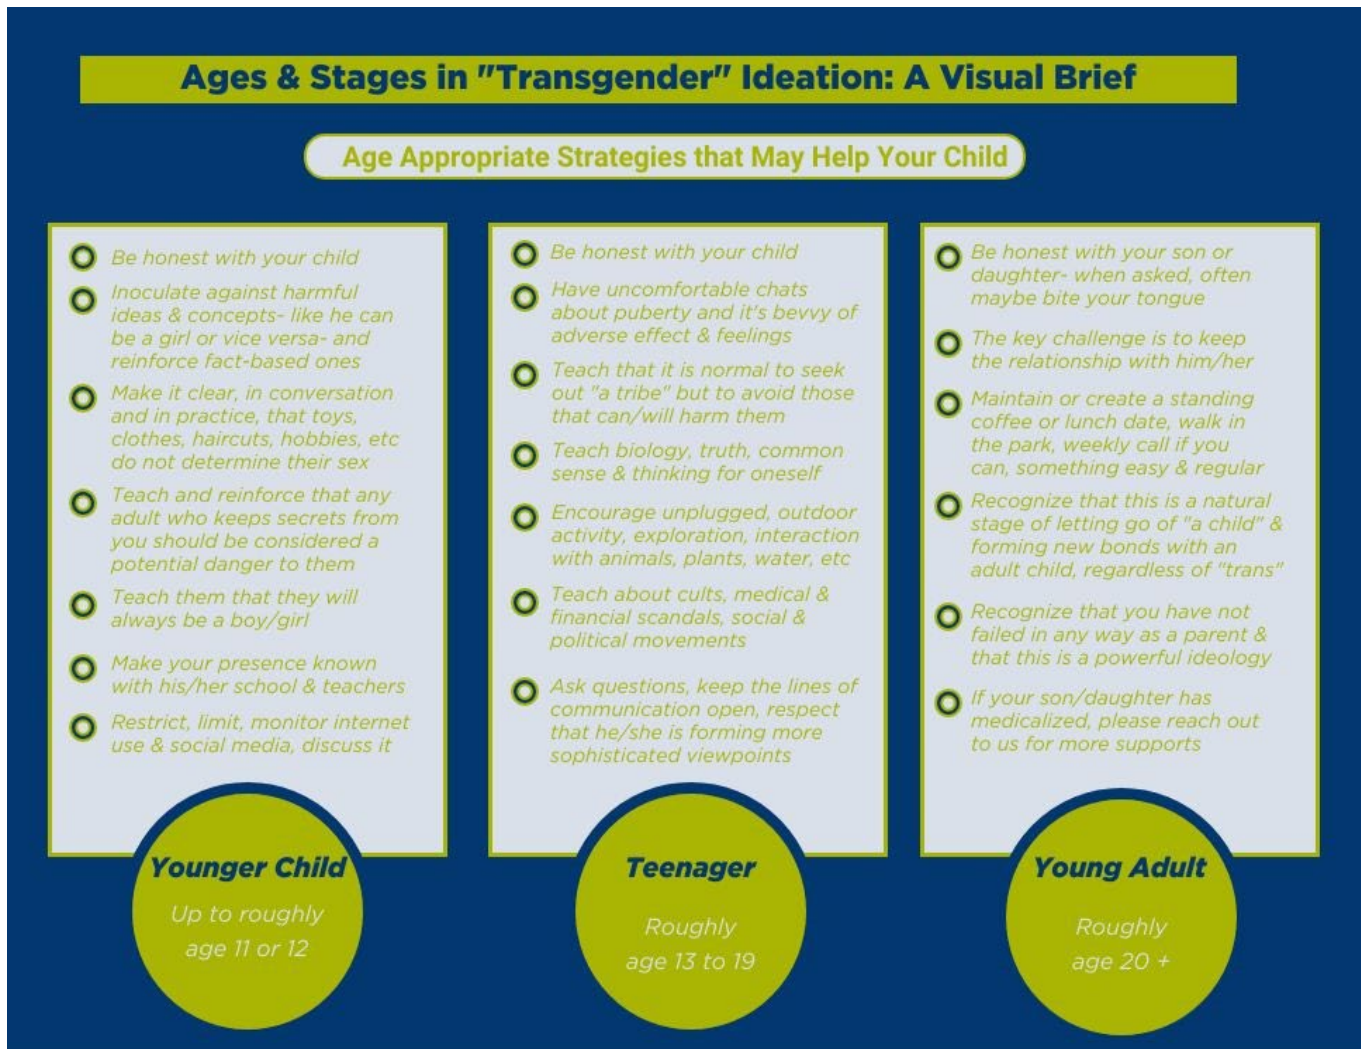 Ages & Stages in "Transgender" Ideation: A Visual Brief
Age Appropriate Strategies that May Help Your Child
Be honest with your child
Inoculate against harmful
ideas & concepts- like he can
be a girl or vice versa- and
reinforce fact-based ones
Make it clear, in conversation
and in practice, that toys,
clothes, haircuts, hobbies, etc
do not determine their sex
Teach and reinforce that any
adult who keeps secrets from
you should be considered a
potential danger to them
Teach them that they will
always be a boy/girl
Make your presence known
with his/her school & teachers
Restrict, limit, monitor internet
use & social media, discuss it
Younger Child
Up to roughly
age 11 or 12
Be honest with your child
Have uncomfortable chats
about puberty and it's bevvy of
adverse effect & feelings
Teach that it is normal to seek
out "a tribe" but to avoid those
that can/will harm them
Teach biology, truth, common
sense & thinking for oneself
Encourage unplugged, outdoor
activity, exploration, interaction
with animals, plants, water, etc
Teach about cults, medical &
financial scandals, social &
political movements
Ask questions, keep the lines of
communication open, respect
that he/she is forming more
sophisticated viewpoints
Teenager
Roughly
age 13 to 19
Be honest with your son or
daughter- when asked, often
maybe bite your tongue
The key challenge is to keep
the relationship with him/her
Maintain or create a standing
coffee or lunch date, walk in
the park, weekly call if you
can, something easy & regular
Recognize that this is a natural
stage of letting go of "a child" &
forming new bonds with an
adult child, regardless of "trans"
Recognize that you have not
failed in any way as a parent &
that this is a powerful ideology
If your son/daughter has
medicalized, please reach out
to us for more supports
Young Adult
Roughly
age 20 +